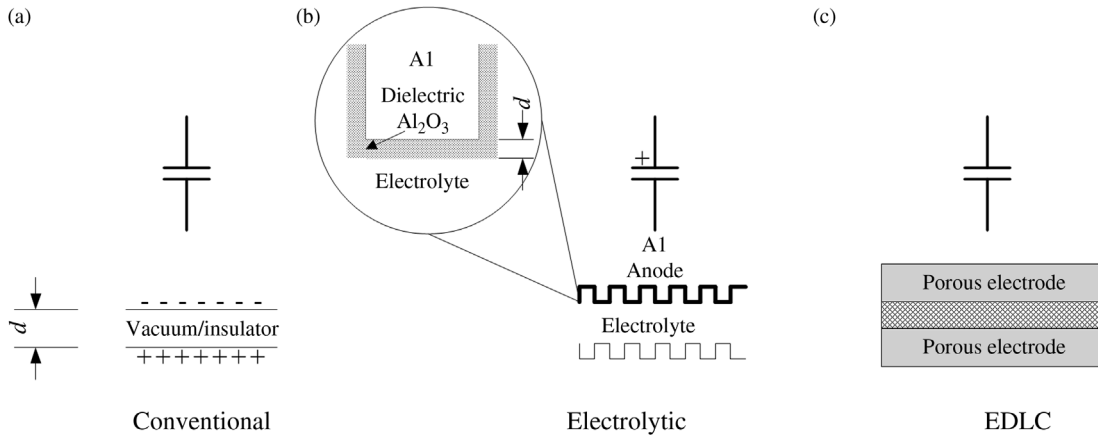 (a)
(b)
(c)
A1
Dielectric
Al₂O₃
d
Electrolyte
+
A1
Anode
Electrolyte
- - - - - - -
Vacuum/insulator
+++++++
d
Porous electrode
Porous electrode
Conventional
Electrolytic
EDLC